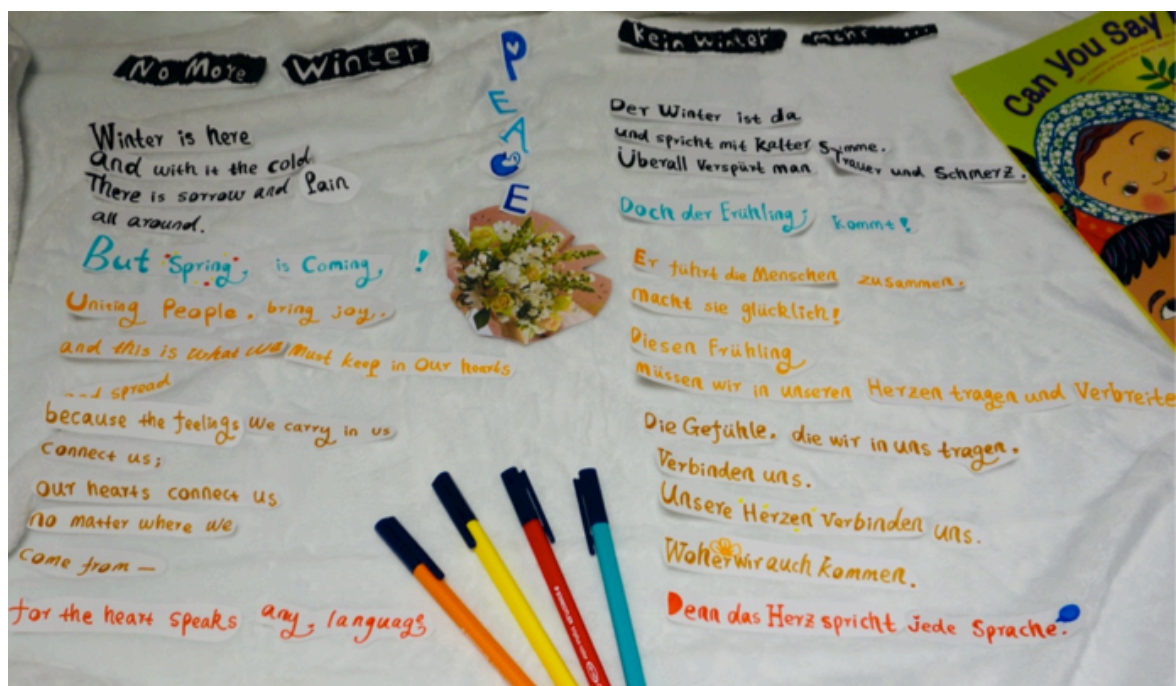 No More Winter
Winter is here
and with it the cold
There is sorrow and Pain
all around.
But "Spring", is Coming, !
Uniting People. bring joy.
and this is what we Must keep in Our hearts
and spread
because the feelings we carry in us
Connect us;
Our hearts connect us
no matter where we
Come from —
for the heart speaks any, language
PEACE
Kein Winter mehr ...
Der Winter ist da
und spricht mit kalter Symme.
Überall Verspürt man Trauer und Schmerz.
Doch der Frühling; kommt!
Er führt die Menschen zusammen.
macht sie glücklich!
Diesen Frühling
müssen wir in unseren Herzen tragen und Verbreite
Die Gefühle, die wir in uns tragen.
Verbinden uns.
Unsere "Herzen" verbinden uns.
Woher wir auch kommen.
Denn das Herz spricht jede Sprache.
Can You Say